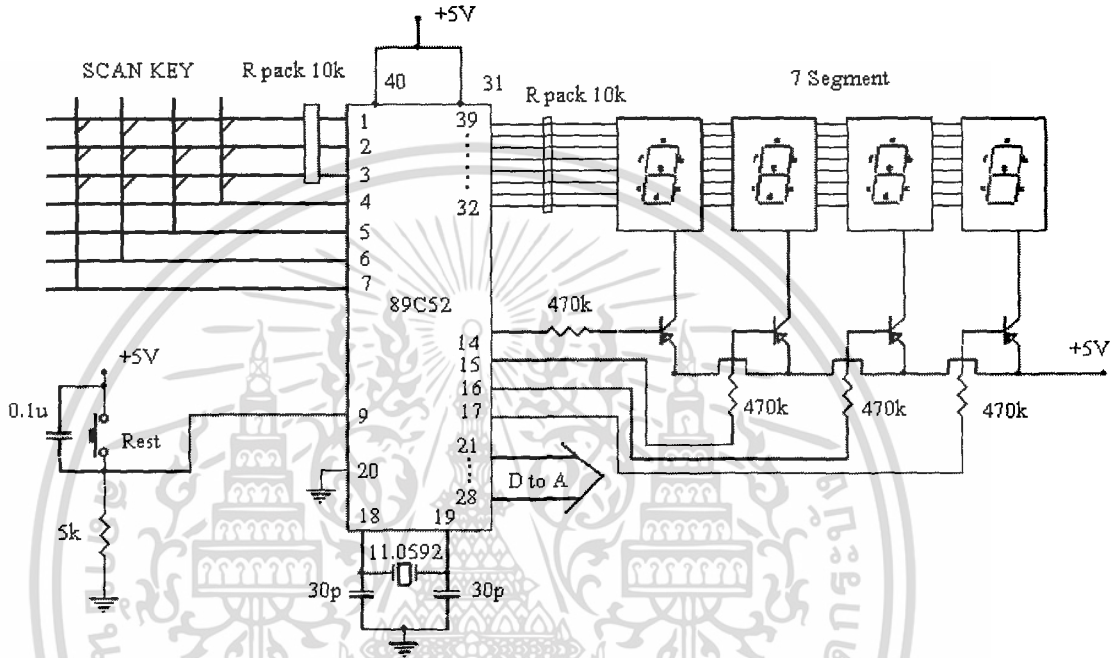 +5V
SCAN KEY
R pack 10k
40
31
R pack 10k
7 Segment
1
2
3
4
5
6
7
39
32
89C52
470k
14
15
16
17
470k
470k
470k
+5V
+5V
0.1u
Rest
9
5k
20
21
28
D to A
18
19
11.0592
30p
30p